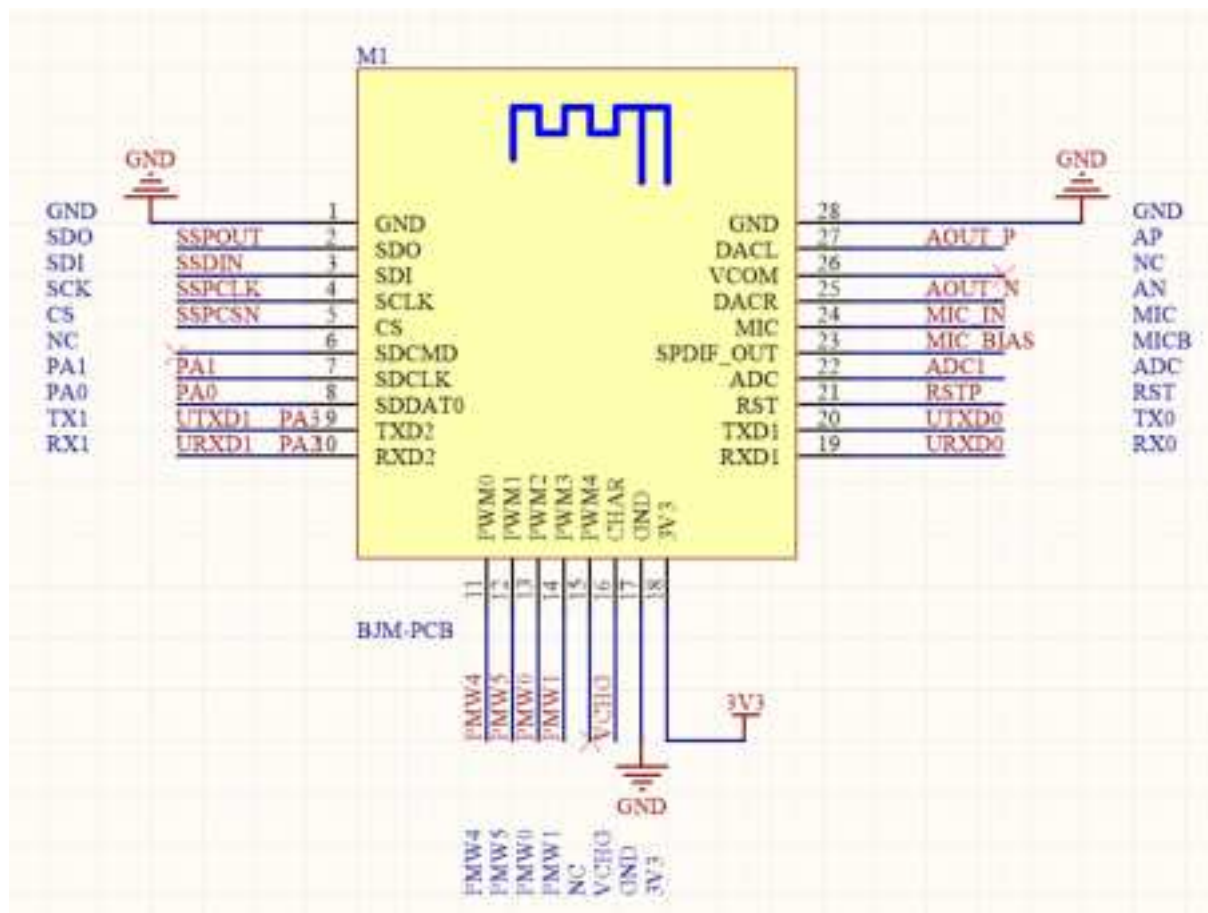 M1
GND GND
GND 1 GND GND 28 GND
SDO SSPOUT 2 SDO DACL 27 AOUT_P AP
SDI SSDIN 3 SDI VCOM 26 NC
SCK SSPCLK 4 SCLK DACR 25 AOUT_N AN
CS SSPCSN 5 CS MIC 24 MIC_IN MIC
NC 6 SDCMD SPDIF_OUT 23 MIC_BIAS MICB
PA1 PA1 7 SDCLK ADC 22 ADC1 ADC
PA0 PA0 8 SDDAT0 RST 21 RSTP RST
TX1 UTXD1 PA3 9 TXD2 TXD1 20 UTXD0 TX0
RX1 URXD1 PA2 10 RXD2 RXD1 19 URXD0 RX0
PWM0 PWM1 PWM2 PWM3 PWM4 CHAR GND 3V3
11 12 13 14 15 16 17 18
BJM-PCB
PMW4 PMW5 PMW0 PMW1 VCHG 3V3
GND
PMW4 PMW5 PMW0 PMW1 NC VCHG GND 3V3